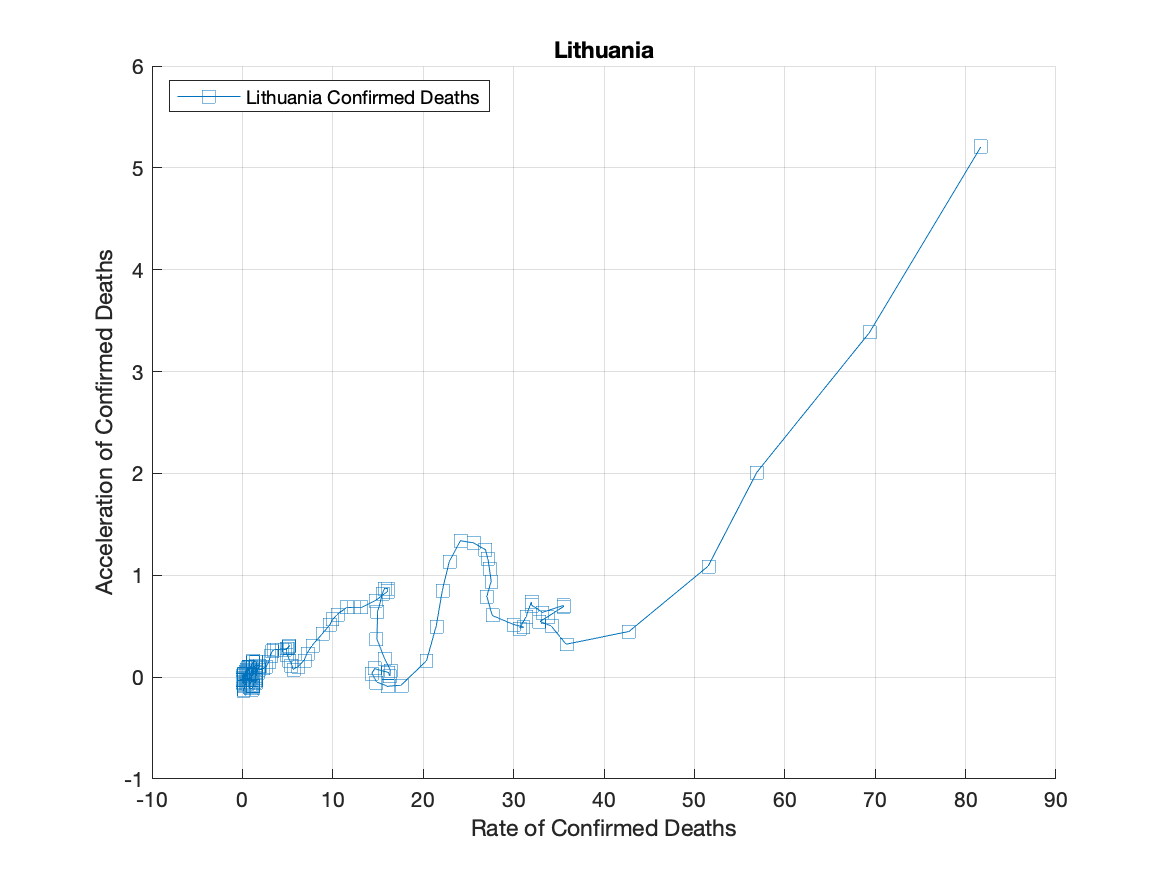 Lithuania
Lithuania Confirmed Deaths
Acceleration of Confirmed Deaths
6
5
4
3
2
1
0
-1
-10 0 10 20 30 40 50 60 70 80 90
Rate of Confirmed Deaths